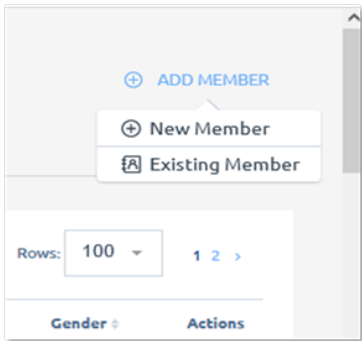 ADD MEMBER
New Member
Existing Member
Rows: 100 1 2 >
Gender Actions